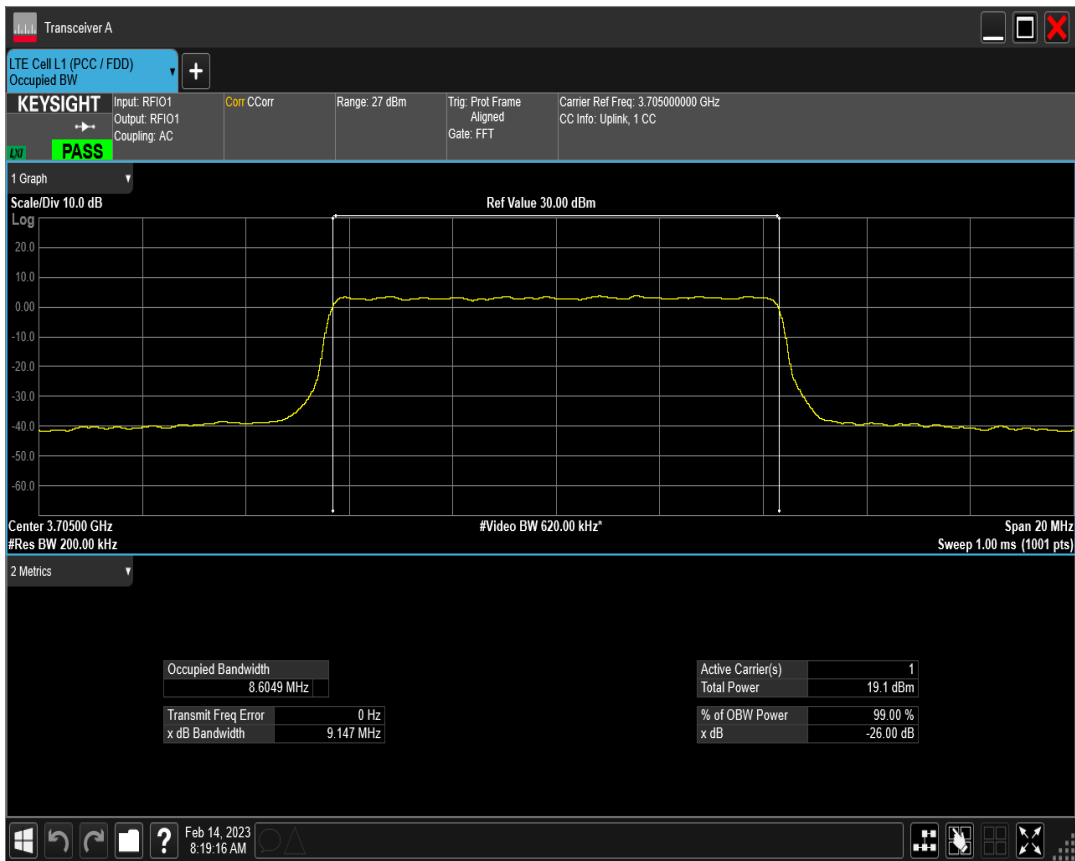 Transceiver A
LTE Cell L1 (PCC / FDD)
Occupied BW
KEYSIGHT
LXI
PASS
Input: RFIO1
Output: RFIO1
Coupling: AC
Corr CCorr
Range: 27 dBm
Trig: Prot Frame
Aligned
Gate: FFT
Carrier Ref Freq: 3.705000000 GHz
CC Info: Uplink, 1 CC
1 Graph
Scale/Div 10.0 dB
Ref Value 30.00 dBm
Log
20.0
10.0
0.00
-10.0
-20.0
-30.0
-40.0
-50.0
-60.0
Center 3.70500 GHz
#Video BW 620.00 kHz*
Span 20 MHz
#Res BW 200.00 kHz
Sweep 1.00 ms (1001 pts)
2 Metrics
Occupied Bandwidth
8.6049 MHz
Transmit Freq Error 0 Hz
x dB Bandwidth 9.147 MHz
Active Carrier(s) 1
Total Power 19.1 dBm
% of OBW Power 99.00 %
x dB -26.00 dB
Feb 14, 2023
8:19:16 AM